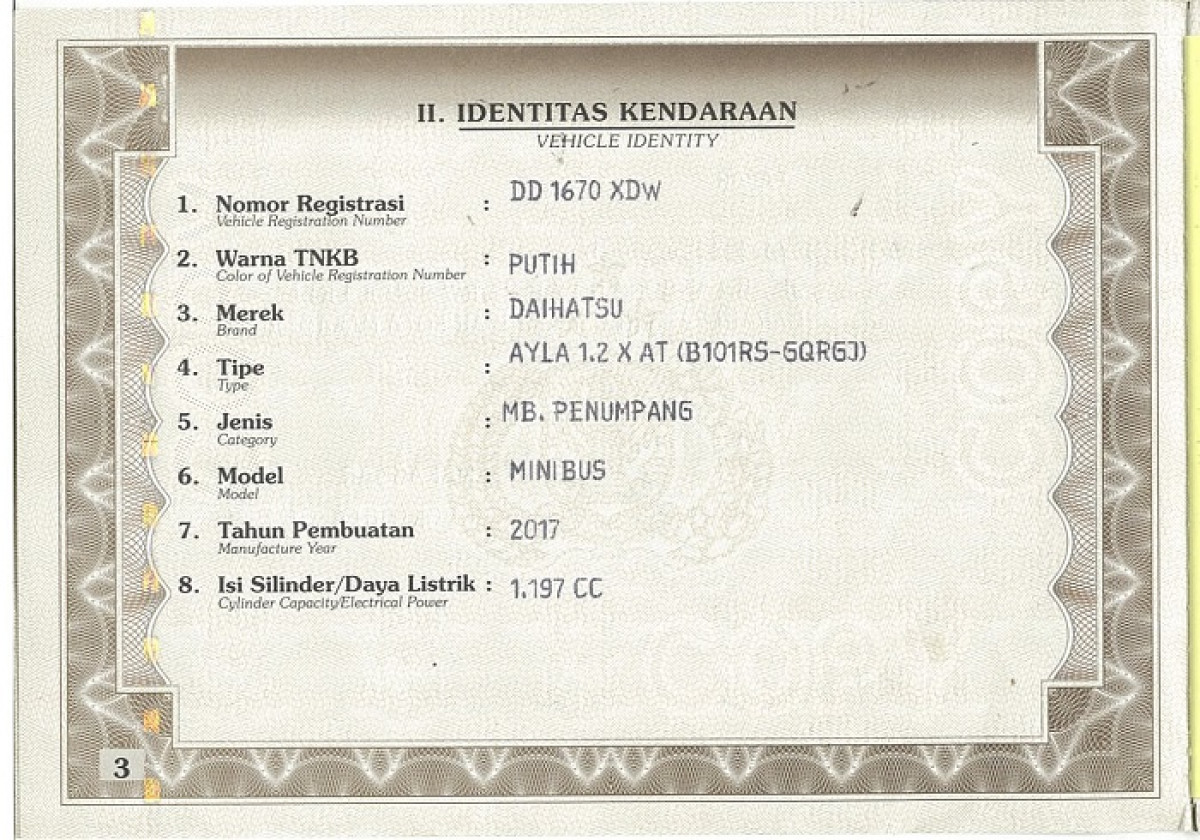 II. IDENTITAS KENDARAAN
VEHICLE IDENTITY
1. Nomor Registrasi : DD 1670 XDW
Vehicle Registration Number
2. Warna TNKB : PUTIH
Color of Vehicle Registration Number
3. Merek : DAIHATSU
Brand
4. Tipe : AYLA 1.2 X AT (B101RS-GQRGJ)
Type
5. Jenis : MB. PENUMPANG
Category
6. Model : MINIBUS
Model
7. Tahun Pembuatan : 2017
Manufacture Year
8. Isi Silinder/Daya Listrik : 1.197 CC
Cylinder Capacity/Electrical Power
3